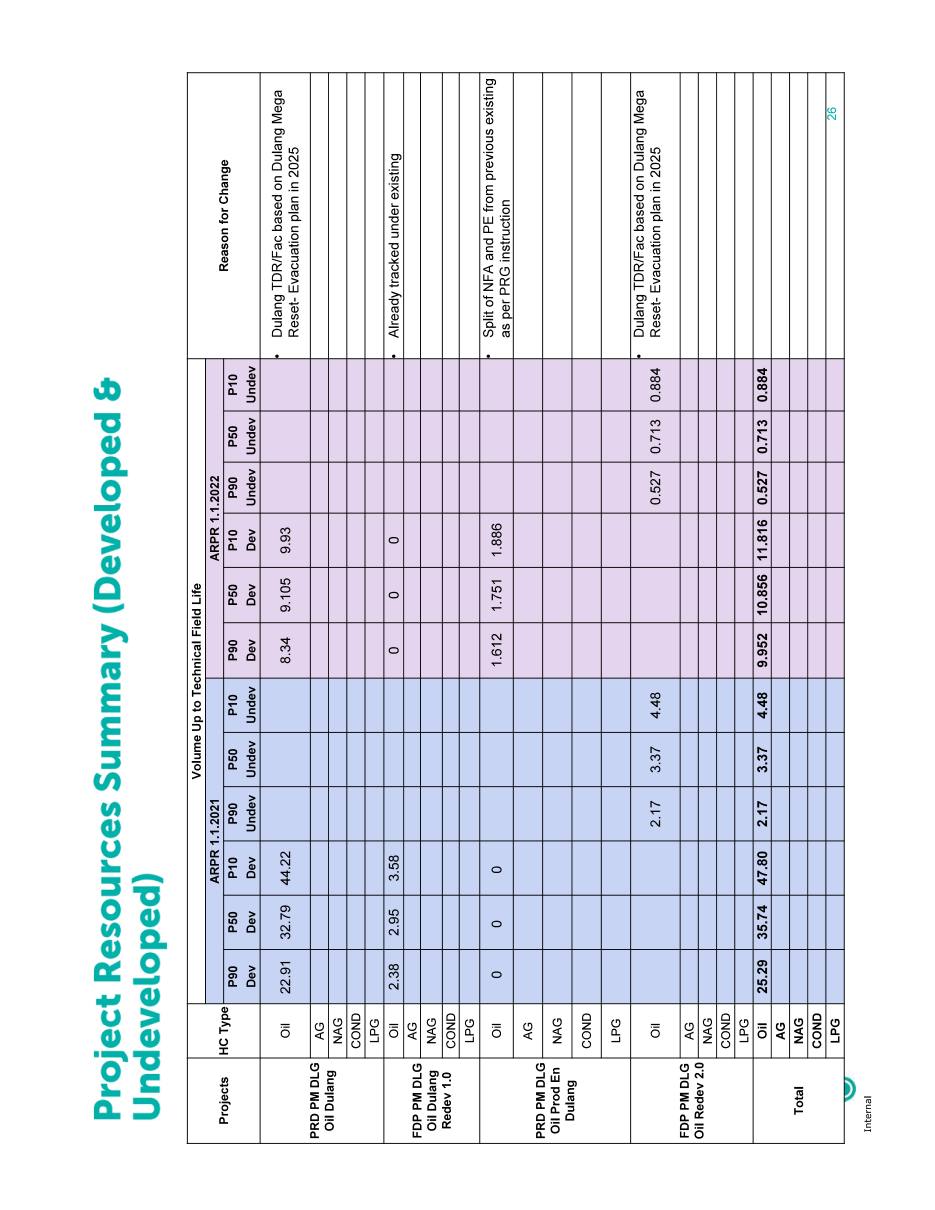 Project Resources Summary (Developed &
Undeveloped)
Projects HC Type Volume Up to Technical Field Life Reason for Change
ARPR 1.1.2021 ARPR 1.1.2022
P90 Dev P50 Dev P10 Dev P90 Undev P50 Undev P10 Undev P90 Dev P50 Dev P10 Dev P90 Undev P50 Undev P10 Undev
PRD PM DLG
Oil Dulang
Oil 22.91 32.79 44.22 8.34 9.105 9.93
• Dulang TDR/Fac based on Dulang Mega
Reset- Evacuation plan in 2025
AG
NAG
COND
LPG
FDP PM DLG
Oil Dulang
Redev 1.0
Oil 2.38 2.95 3.58 0 0 0
• Already tracked under existing
AG
NAG
COND
LPG
PRD PM DLG
Oil Prod En
Dulang
Oil 0 0 0 1.612 1.751 1.886
• Split of NFA and PE from previous existing
as per PRG instruction
AG
NAG
COND
LPG
FDP PM DLG
Oil Redev 2.0
Oil 2.17 3.37 4.48 0.527 0.713 0.884
• Dulang TDR/Fac based on Dulang Mega
Reset- Evacuation plan in 2025
AG
NAG
COND
LPG
Total
Oil 25.29 35.74 47.80 2.17 3.37 4.48 9.952 10.856 11.816 0.527 0.713 0.884
AG
NAG
COND
LPG
26
Internal